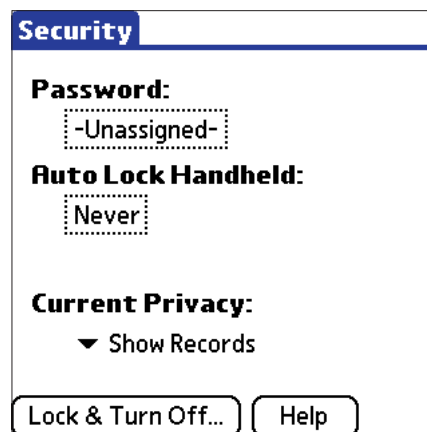 Security
Password:
-Unassigned-
Auto Lock Handheld:
Never
Current Privacy:
Show Records
Lock & Turn Off... Help